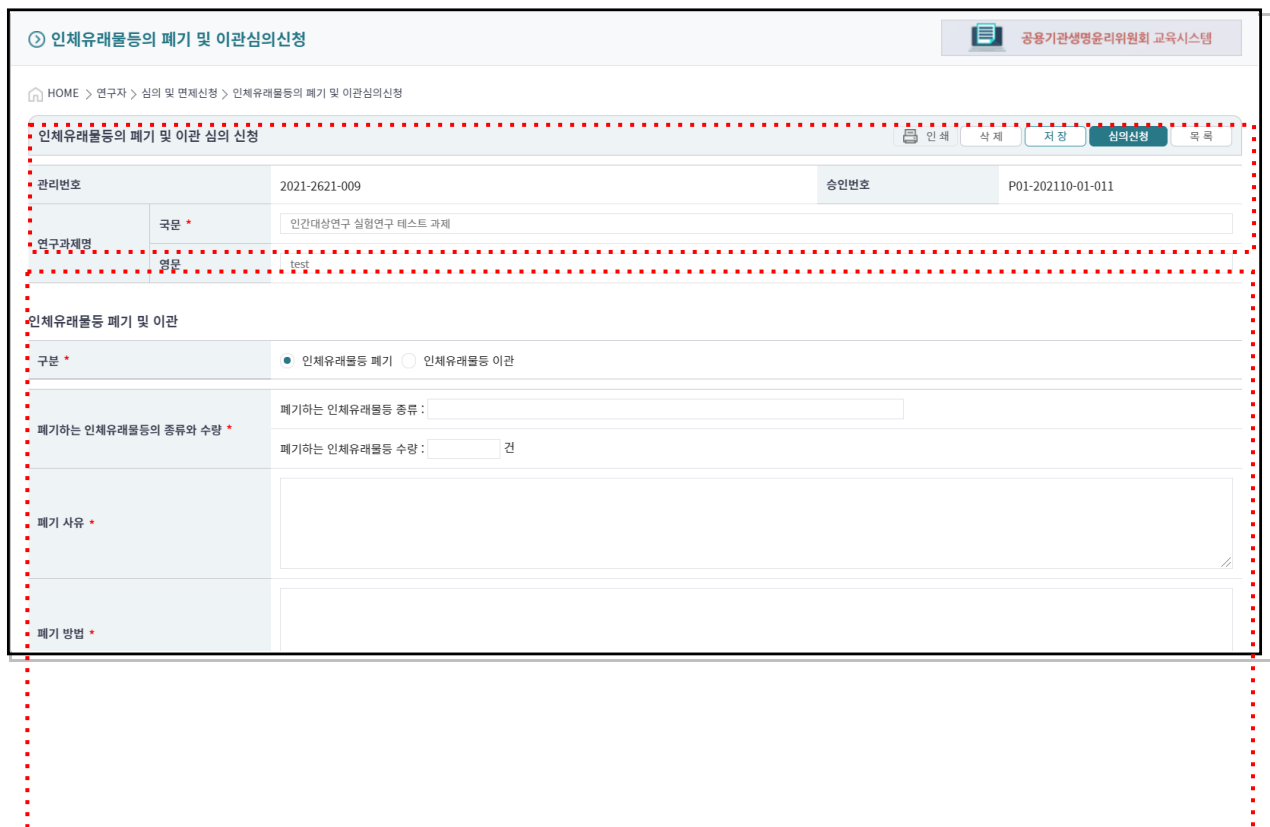 인체유래물등의 폐기 및 이관심의신청
공용기관생명윤리위원회 교육시스템
HOME > 연구자 > 심의 및 면제신청 > 인체유래물등의 폐기 및 이관심의신청
인체유래물등의 폐기 및 이관 심의 신청
인 쇄 삭 제 저 장 심의신청 목 록
관리번호 2021-2621-009 승인번호 P01-202110-01-011
연구과제명
국문 * 인간대상연구 실험연구 테스트 과제
영문 test
인체유래물등 폐기 및 이관
구분 * 인체유래물등 폐기 인체유래물등 이관
폐기하는 인체유래물등의 종류와 수량 *
폐기하는 인체유래물등 종류 :
폐기하는 인체유래물등 수량 : 건
폐기 사유 *
폐기 방법 *